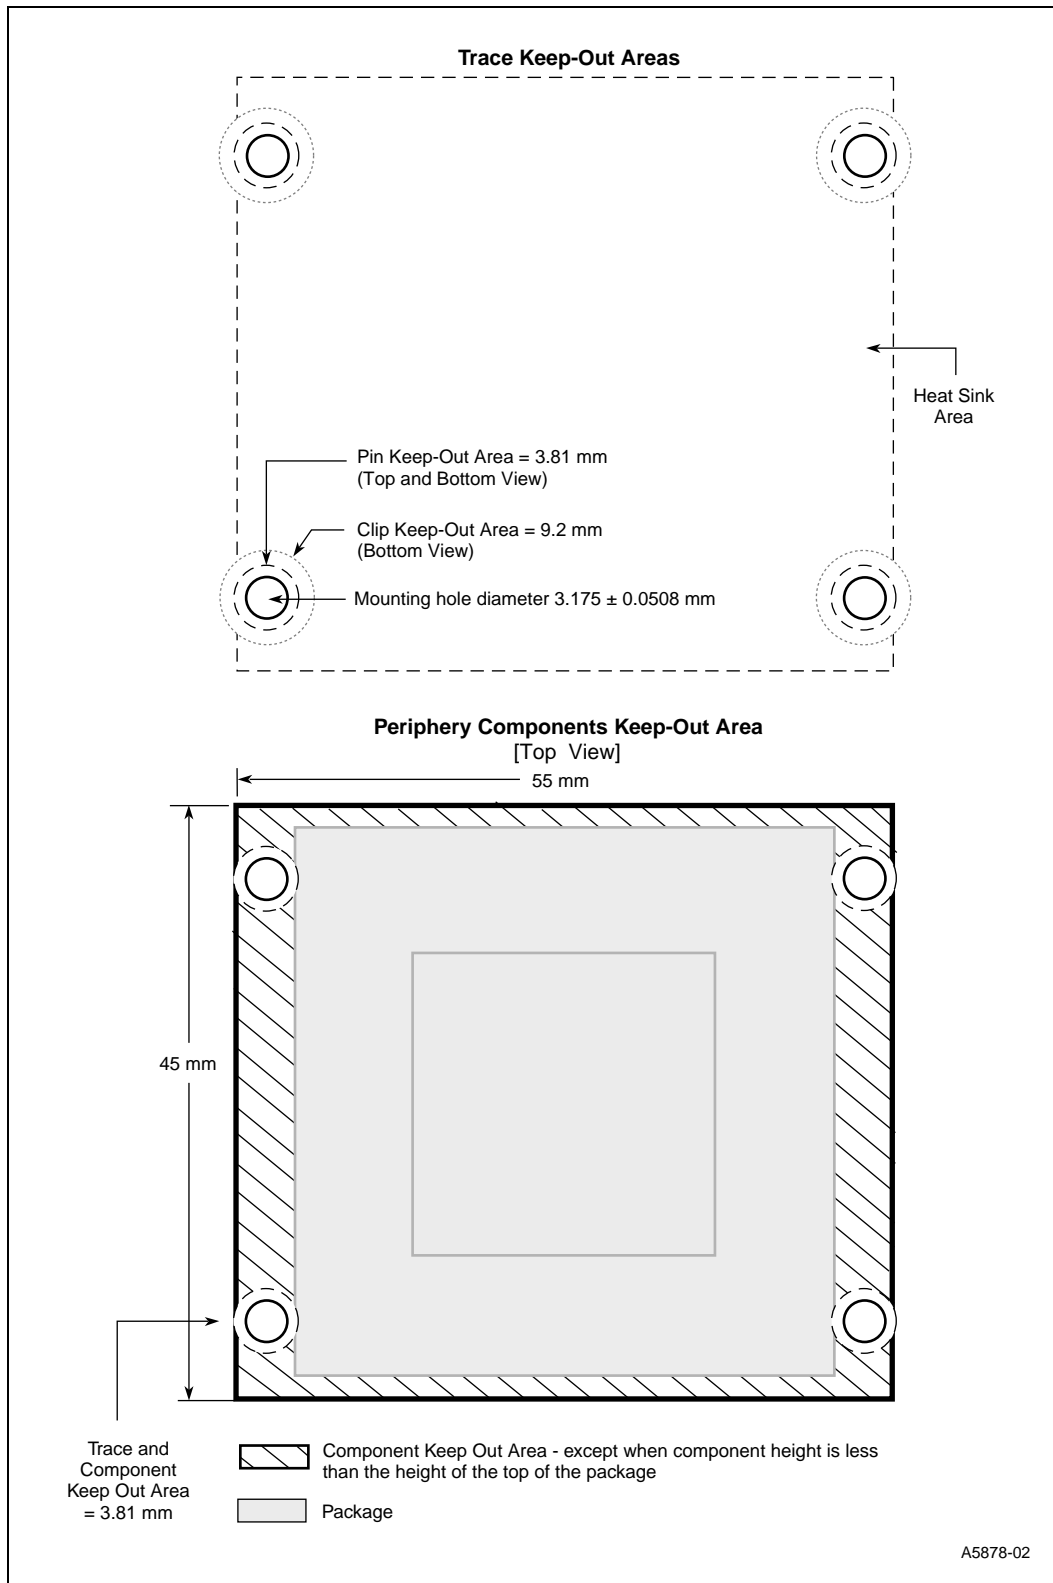 Trace Keep-Out Areas
Heat Sink
Area
Pin Keep-Out Area = 3.81 mm
(Top and Bottom View)
Clip Keep-Out Area = 9.2 mm
(Bottom View)
Mounting hole diameter 3.175 ± 0.0508 mm
Periphery Components Keep-Out Area
[Top View]
55 mm
45 mm
Trace and
Component
Keep Out Area
= 3.81 mm
Component Keep Out Area - except when component height is less
than the height of the top of the package
Package
A5878-02